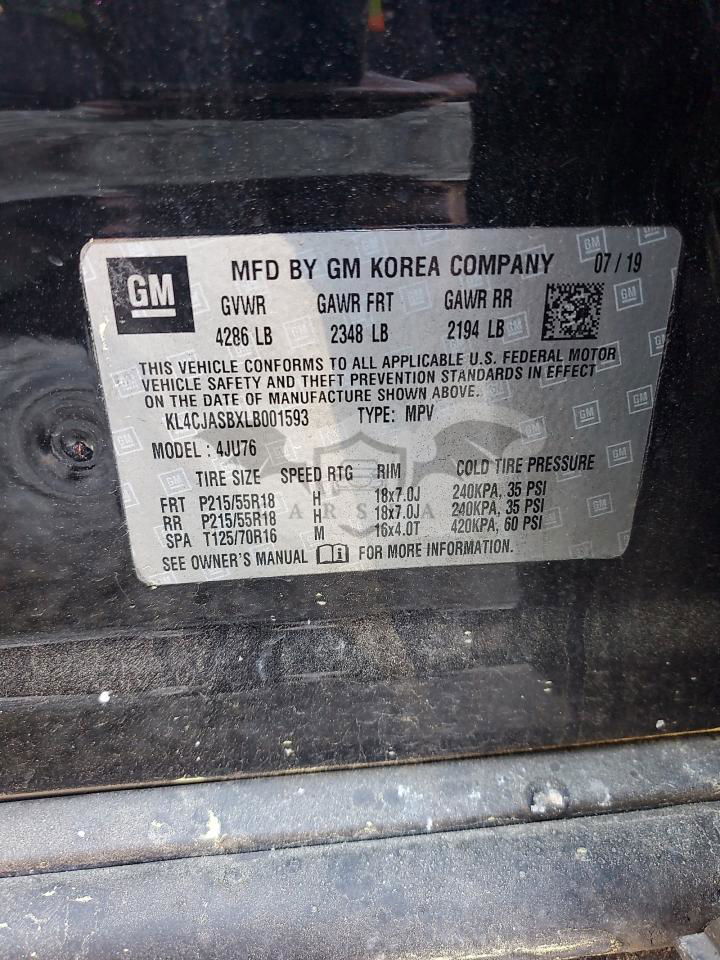 GM
MFD BY GM KOREA COMPANY 07 / 19
GVWR GAWR FRT GAWR RR
4286 LB 2348 LB 2194 LB
THIS VEHICLE CONFORMS TO ALL APPLICABLE U.S. FEDERAL MOTOR
VEHICLE SAFETY AND THEFT PREVENTION STANDARDS IN EFFECT
ON THE DATE OF MANUFACTURE SHOWN ABOVE.
KL4CJASBXLB001593 TYPE: MPV
MODEL : 4JU76
TIRE SIZE SPEED RTG RIM COLD TIRE PRESSURE
FRT P215/55R18 H 18x7.0J 240KPA, 35 PSI
RR P215/55R18 H 18x7.0J 240KPA, 35 PSI
SPA T125/70R16 M 16x4.0T 420KPA, 60 PSI
SEE OWNER'S MANUAL FOR MORE INFORMATION.